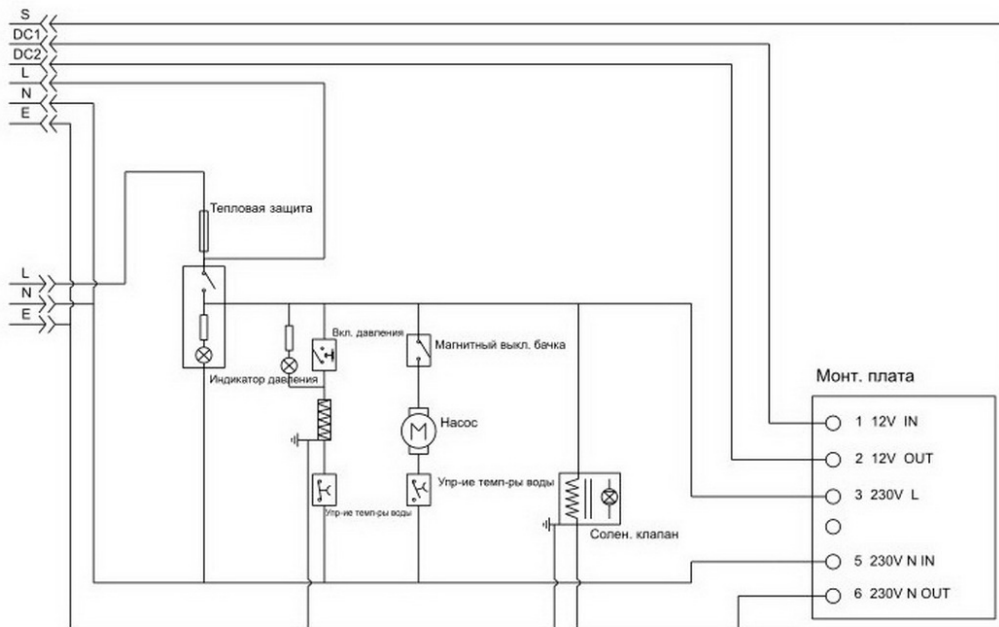 S
DC1
DC2
L
N
E
Тепловая защита
L
N
E
Вкл. давления
Магнитный выкл. бачка
Индикатор давления
Монт. плата
Насос
M
1 12V IN
2 12V OUT
Упр-ие темп-ры воды
3 230V L
Упр-ие темп-ры воды
Солен. клапан
5 230V N IN
6 230V N OUT